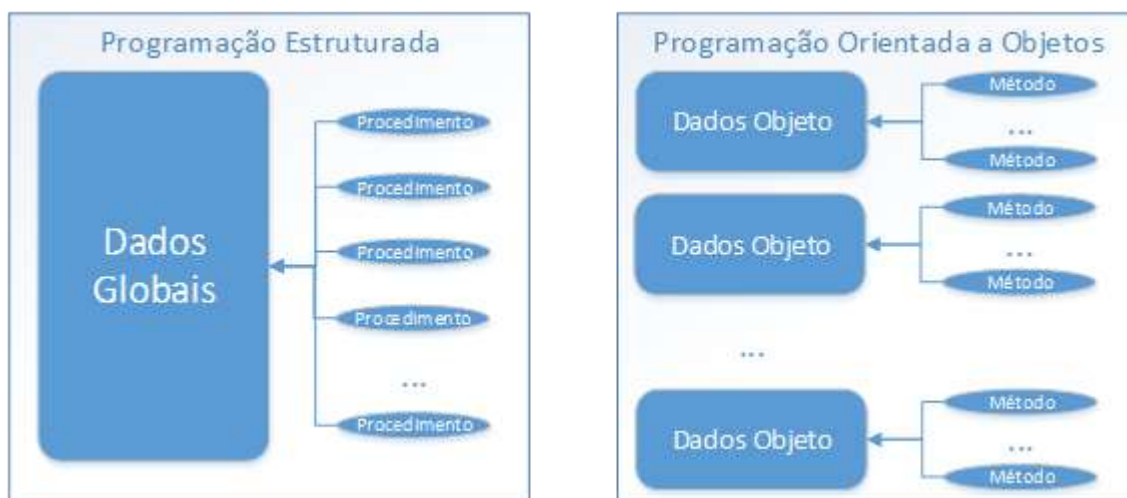 Programação Estruturada
Dados
Globais
Procedimento
Procedimento
Procedimento
Procedimento
...
Procedimento
Programação Orientada a Objetos
Dados Objeto
Método
...
Método
Dados Objeto
Método
...
Método
...
Dados Objeto
Método
...
Método